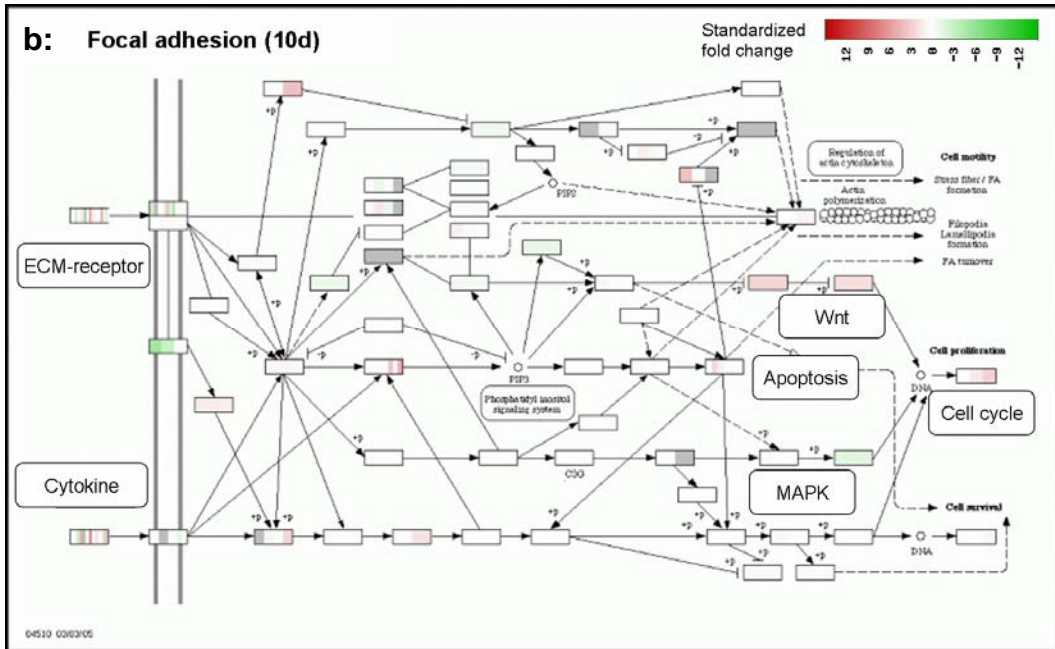 b: Focal adhesion (10d)
Standardized
fold change
12 9 6 3 0 -3 -6 -9 -12
+p
+p
+p
-p
-p
+p
+p
+p
Regulation of
actin cytoskeleton
Cell motility
Stress fiber / FA
formation
Actin
polymerization
PIP2
Filopodia
Lamellipodia
formation
FA turnover
ECM-receptor
+p
+p
+p
+p
Wnt
+p
-p
-p
PIP3
Phosphatidyl inositol
signaling system
Apoptosis
Cell proliferation
DNA
Cell cycle
+p
+p
+p
C3G
MAPK
Cytokine
Cell survival
+p
+p
+p
+p
+p
+p
+p
+p
+p
DNA
04510 03/03/05